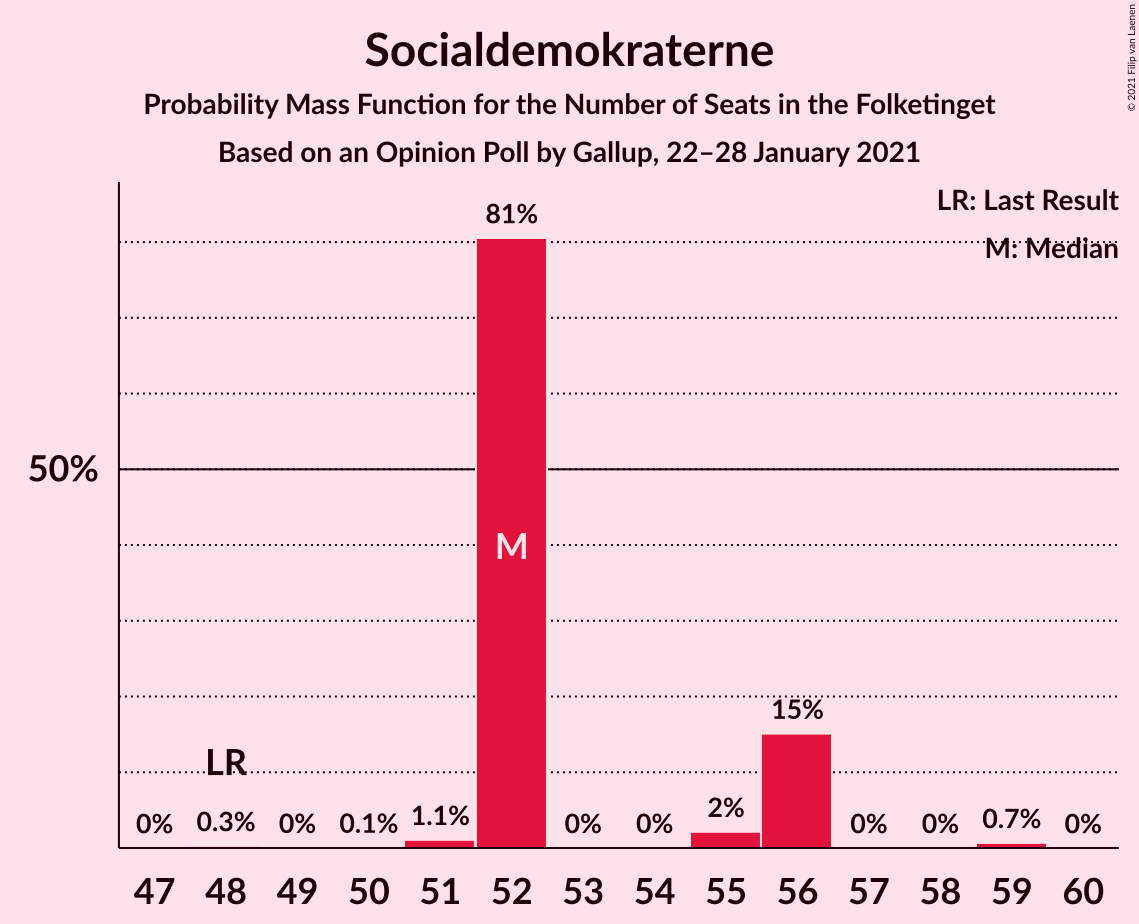 Socialdemokraterne
Probability Mass Function for the Number of Seats in the Folketinget
Based on an Opinion Poll by Gallup, 22–28 January 2021
© 2021 Filip van Laenen
LR: Last Result
M: Median
81%
50%
M
15%
LR
0% 0.3% 0% 0.1% 1.1% 0% 0% 2% 0% 0% 0.7% 0%
47 48 49 50 51 52 53 54 55 56 57 58 59 60